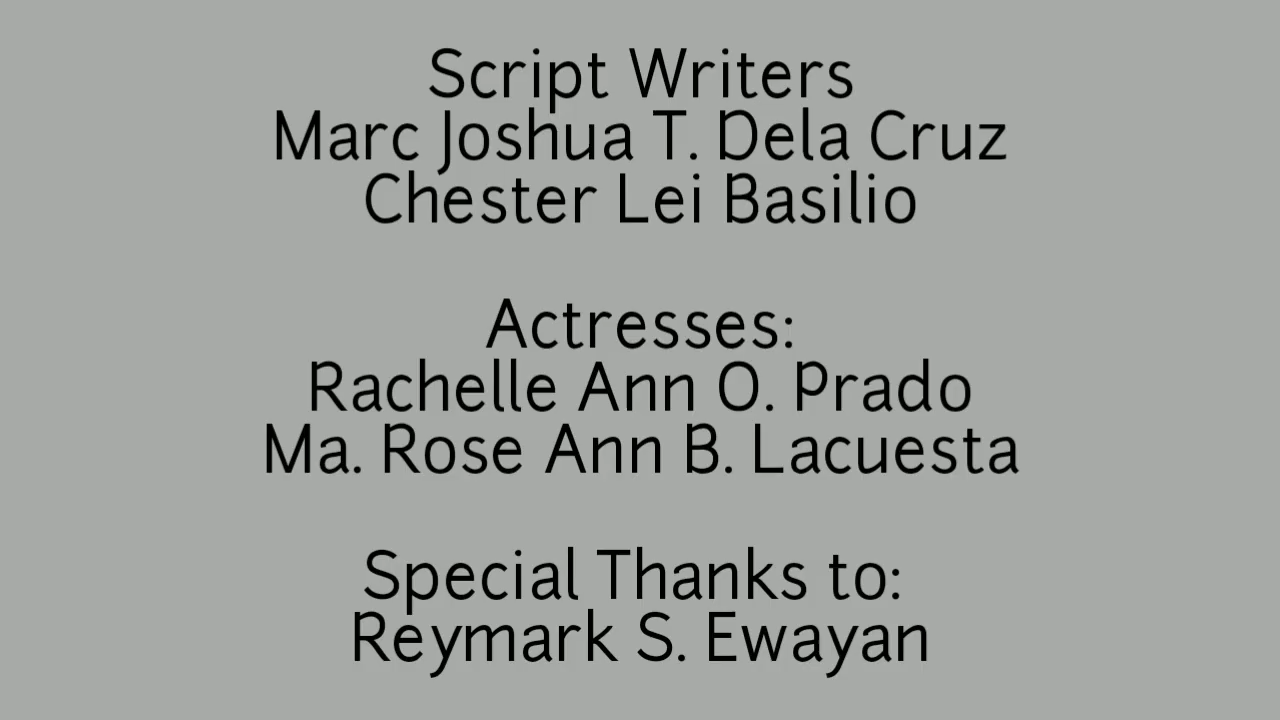 Script Writers
Marc Joshua T. Dela Cruz
Chester Lei Basilio
Actresses:
Rachelle Ann O. Prado
Ma. Rose Ann B. Lacuesta
Special Thanks to:
Reymark S. Ewayan